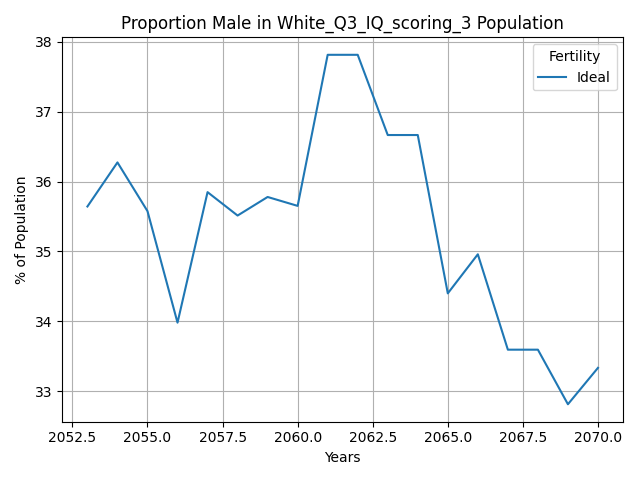 Proportion Male in White_Q3_IQ_scoring_3 Population
Fertility
Ideal
38
37
36
35
34
33
% of Population
2052.5
2055.0
2057.5
2060.0
2062.5
2065.0
2067.5
2070.0
Years